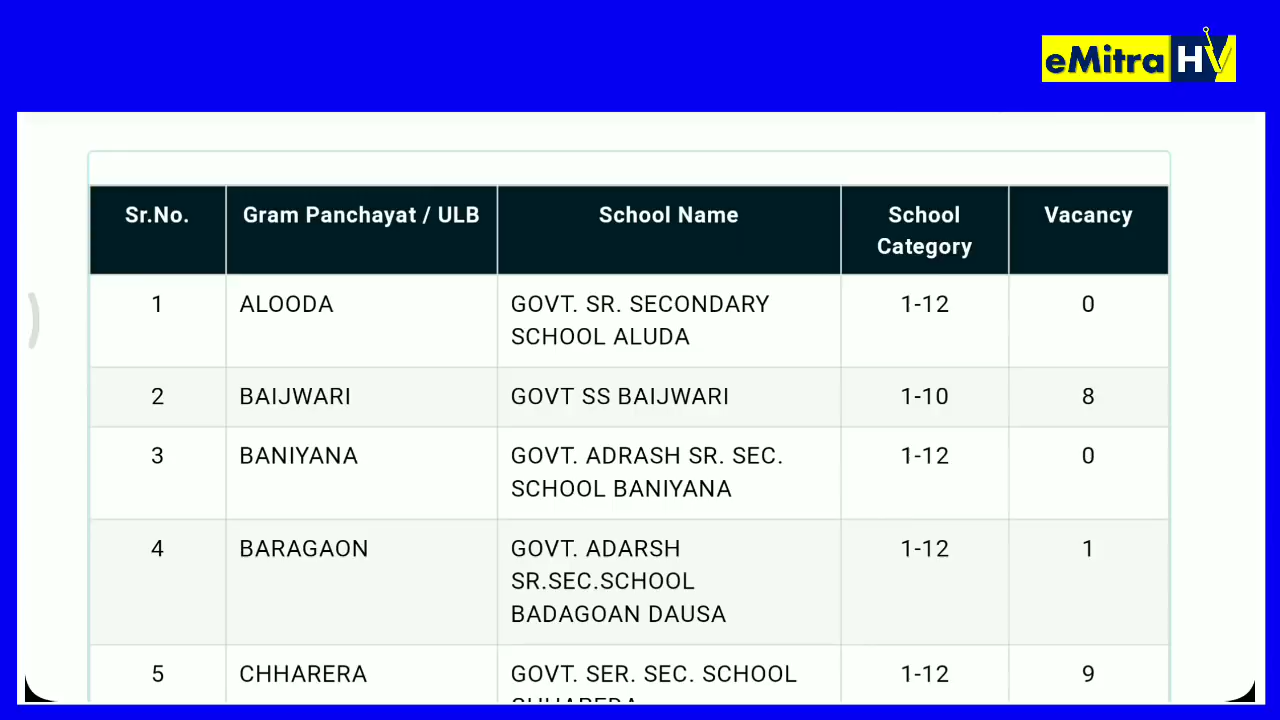 eMitra HV
Sr.No. Gram Panchayat / ULB School Name School Category Vacancy
1 ALOODA GOVT. SR. SECONDARY 1-12 0
SCHOOL ALUDA
2 BAIJWARI GOVT SS BAIJWARI 1-10 8
3 BANIYANA GOVT. ADRASH SR. SEC. 1-12 0
SCHOOL BANIYANA
4 BARAGAON GOVT. ADARSH 1-12 1
SR.SEC.SCHOOL
BADAGOAN DAUSA
5 CHHARERA GOVT. SER. SEC. SCHOOL 1-12 9